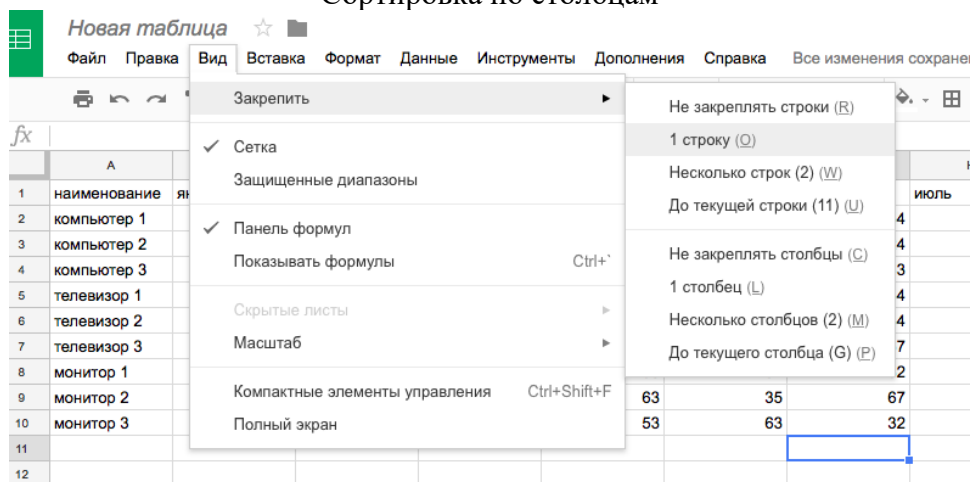 Сортировка по столбцам
Новая таблица
Файл Правка Вид Вставка Формат Данные Инструменты Дополнения Справка Все изменения сохране
Закрепить
Сетка
Защищенные диапазоны
Панель формул
Показывать формулы Ctrl+`
Скрытые листы
Масштаб
Компактные элементы управления Ctrl+Shift+F
Полный экран
Не закреплять строки (R)
1 строку (O)
Несколько строк (2) (W)
До текущей строки (11) (U)
Не закреплять столбцы (C)
1 столбец (L)
Несколько столбцов (2) (M)
До текущего столбца (G) (P)
fx
A
1 наименование ян июль
2 компьютер 1 4
3 компьютер 2 4
4 компьютер 3 3
5 телевизор 1 4
6 телевизор 2 4
7 телевизор 3 7
8 монитор 1 2
9 монитор 2 63 35 67
10 монитор 3 53 63 32
11
12